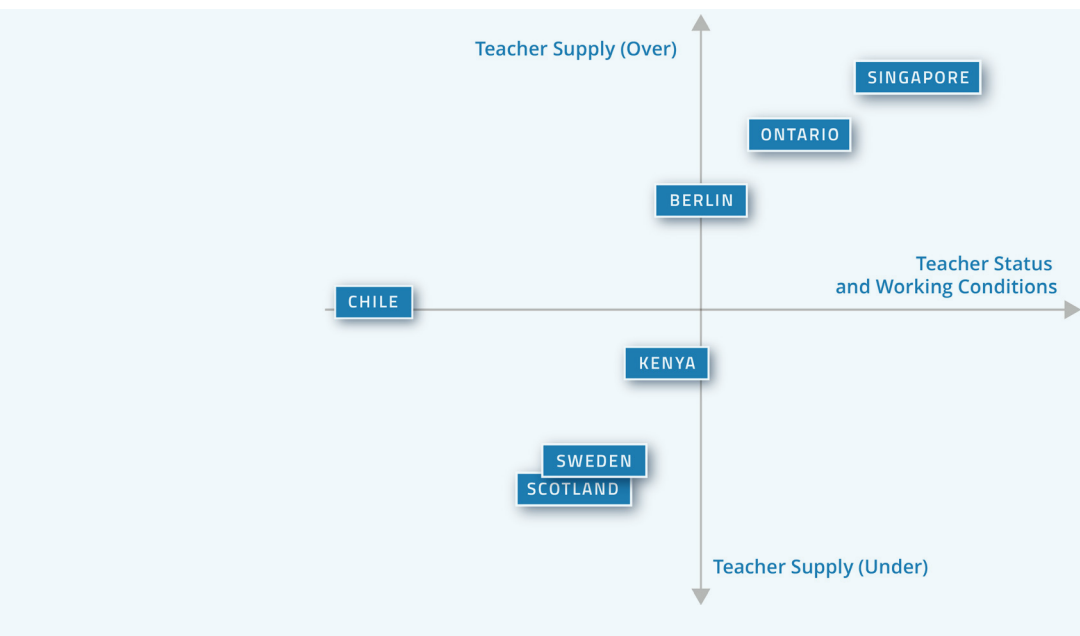 Teacher Supply (Over)
SINGAPORE
ONTARIO
BERLIN
Teacher Status
and Working Conditions
CHILE
KENYA
SWEDEN
SCOTLAND
Teacher Supply (Under)